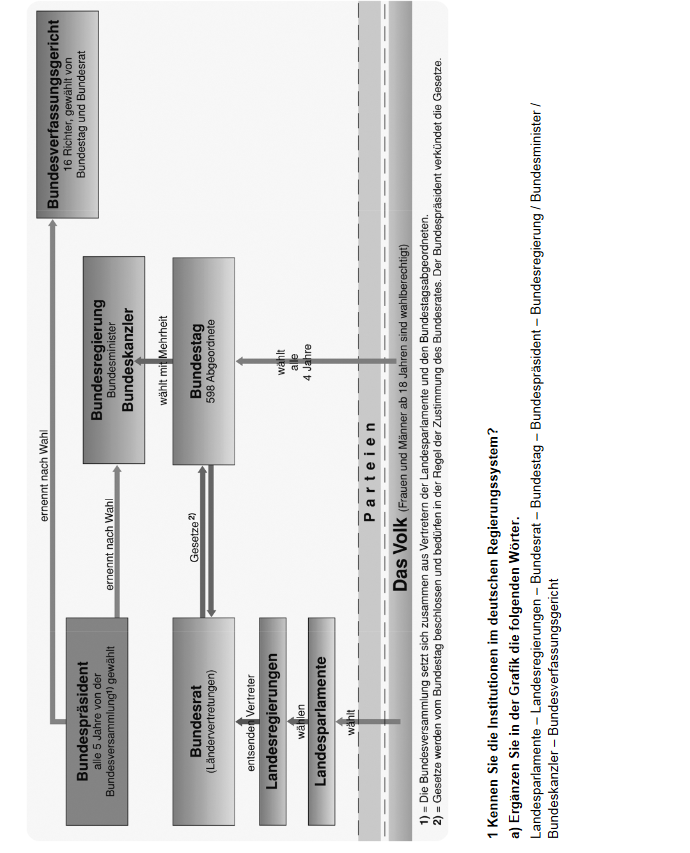 Bundespräsident
alle 5 Jahre von der
Bundesversammlung¹⁾ gewählt
ernennt nach Wahl
Bundesverfassungsgericht
16 Richter, gewählt von
Bundestag und Bundesrat
ernennt nach Wahl
Bundesregierung
Bundesminister
Bundeskanzler
wählt mit Mehrheit
Bundesrat
(Ländervertretungen)
Gesetze²⁾
Bundestag
598 Abgeordnete
entsenden Vertreter
Landesregierungen
wählen
Landesparlamente
wählt
wählt
alle
4 Jahre
Parteien
Das Volk (Frauen und Männer ab 18 Jahren sind wahlberechtigt)
1) = Die Bundesversammlung setzt sich zusammen aus Vertretern der Landesparlamente und den Bundestagsabgeordneten.
2) = Gesetze werden vom Bundestag beschlossen und bedürfen in der Regel der Zustimmung des Bundesrates. Der Bundespräsident verkündet die Gesetze.
1 Kennen Sie die Institutionen im deutschen Regierungssystem?
a) Ergänzen Sie in der Grafik die folgenden Wörter.
Landesparlamente – Landesregierungen – Bundesrat – Bundestag – Bundespräsident – Bundesregierung / Bundesminister /
Bundeskanzler – Bundesverfassungsgericht